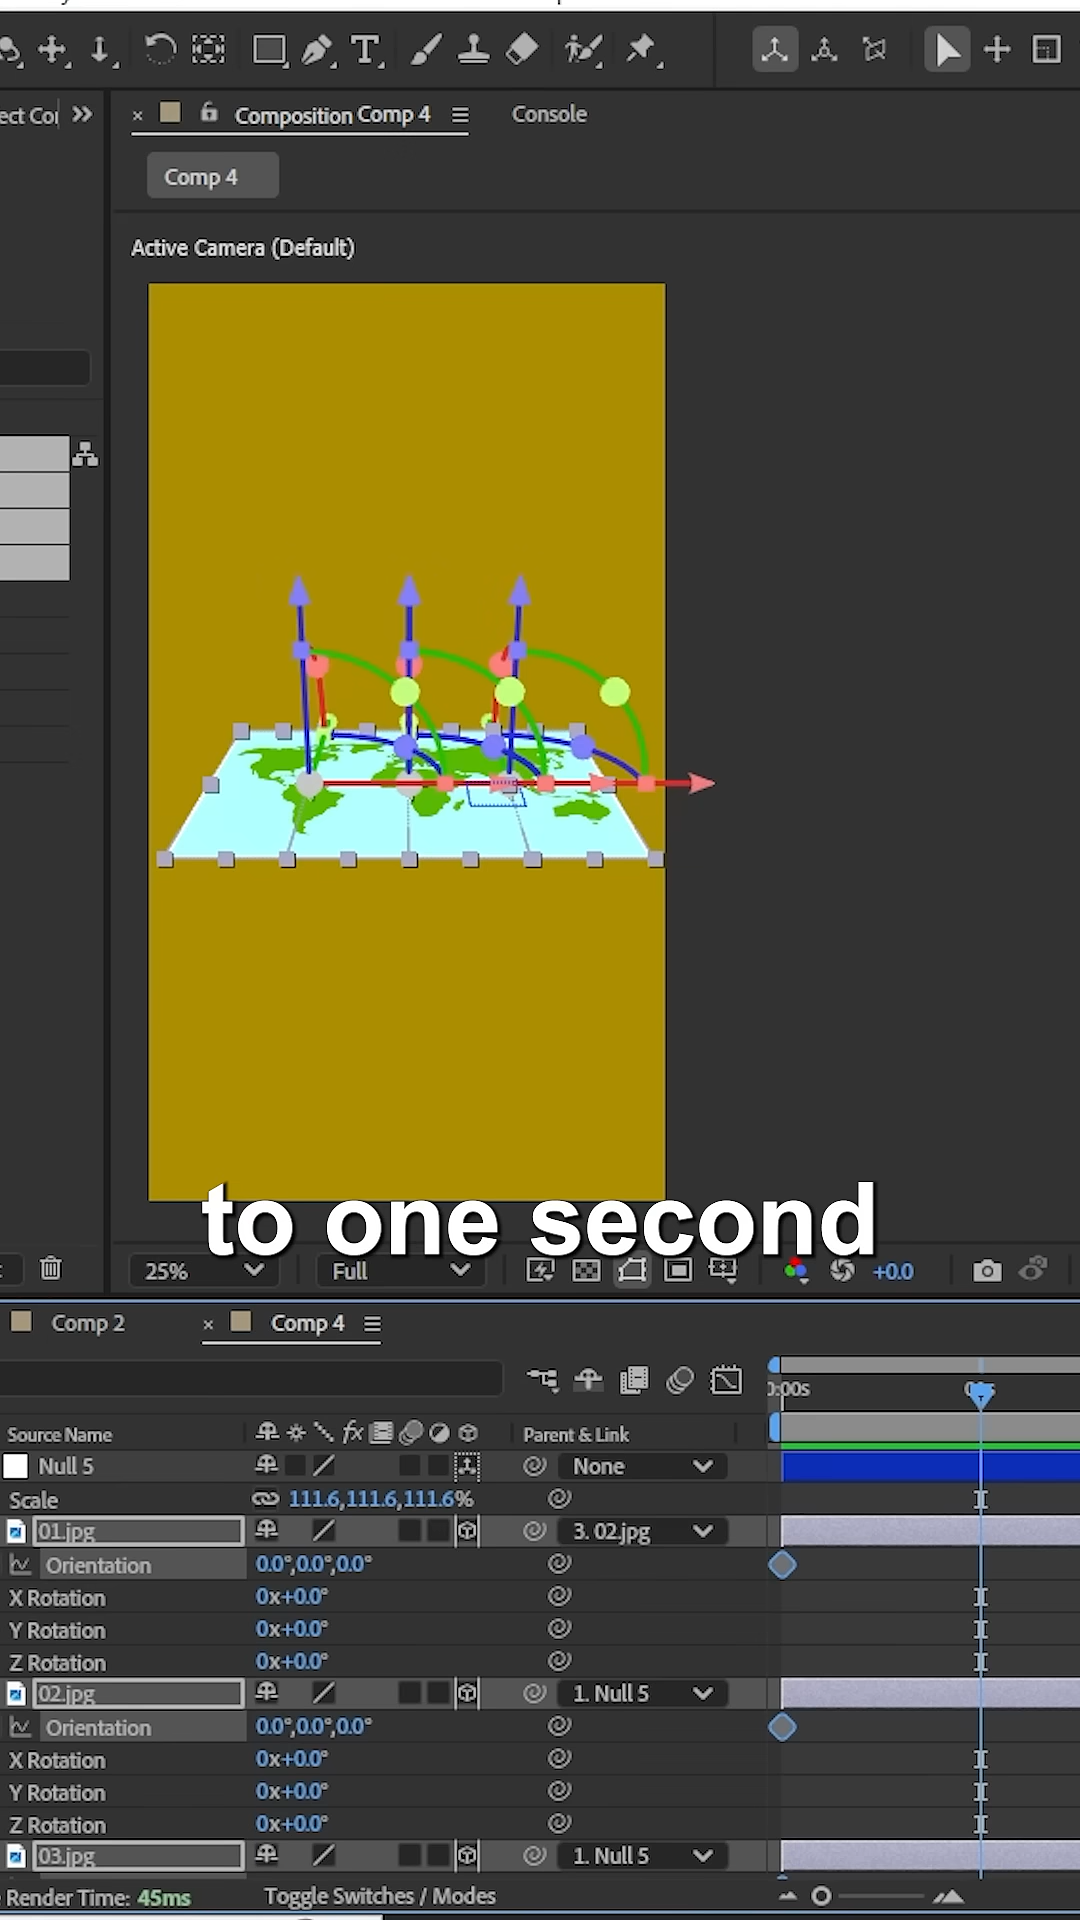 ect Co
Composition Comp 4
Console
Comp 4
Active Camera (Default)
to one second
25%
Full
+0.0
Comp 2
Comp 4
0:00s
Source Name
fx
Parent & Link
Null 5
None
Scale
111.6,111.6,111.6%
01.jpg
3. 02.jpg
Orientation
0.0°,0.0°,0.0°
X Rotation
0x+0.0°
Y Rotation
0x+0.0°
Z Rotation
0x+0.0°
02.jpg
1. Null 5
Orientation
0.0°,0.0°,0.0°
X Rotation
0x+0.0°
Y Rotation
0x+0.0°
Z Rotation
0x+0.0°
03.jpg
1. Null 5
Render Time: 45ms
Toggle Switches / Modes